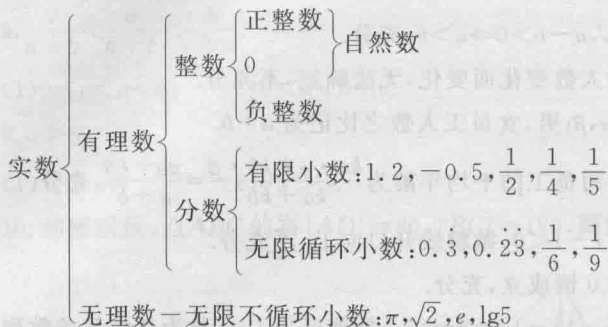 正整数
整数 0 自然数
负整数
有理数
实数
有限小数:1.2,-0.5,1/2,1/4,1/5
分数
无限循环小数:0.3,0.23,1/6,1/9
无理数—无限不循环小数:π,√2,e,lg5